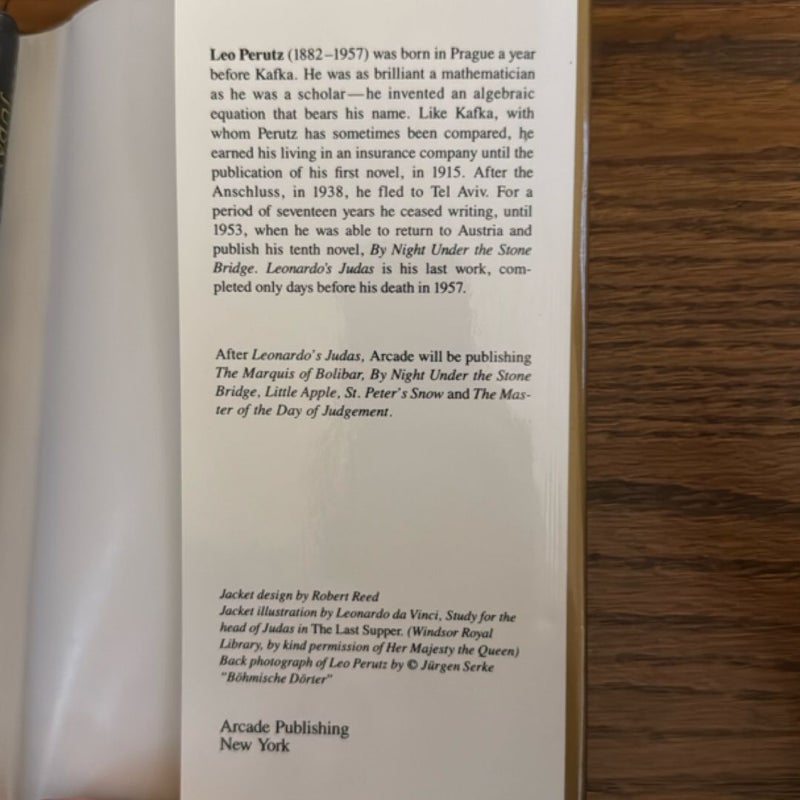 Leo Perutz (1882–1957) was born in Prague a year
before Kafka. He was as brilliant a mathematician
as he was a scholar—he invented an algebraic
equation that bears his name. Like Kafka, with
whom Perutz has sometimes been compared, he
earned his living in an insurance company until the
publication of his first novel, in 1915. After the
Anschluss, in 1938, he fled to Tel Aviv. For a
period of seventeen years he ceased writing, until
1953, when he was able to return to Austria and
publish his tenth novel, By Night Under the Stone
Bridge. Leonardo's Judas is his last work, com-
pleted only days before his death in 1957.
After Leonardo's Judas, Arcade will be publishing
The Marquis of Bolibar, By Night Under the Stone
Bridge, Little Apple, St. Peter's Snow and The Mas-
ter of the Day of Judgement.
Jacket design by Robert Reed
Jacket illustration by Leonardo da Vinci, Study for the
head of Judas in The Last Supper. (Windsor Royal
Library, by kind permission of Her Majesty the Queen)
Back photograph of Leo Perutz by © Jürgen Serke
"Böhmische Dörter"
Arcade Publishing
New York